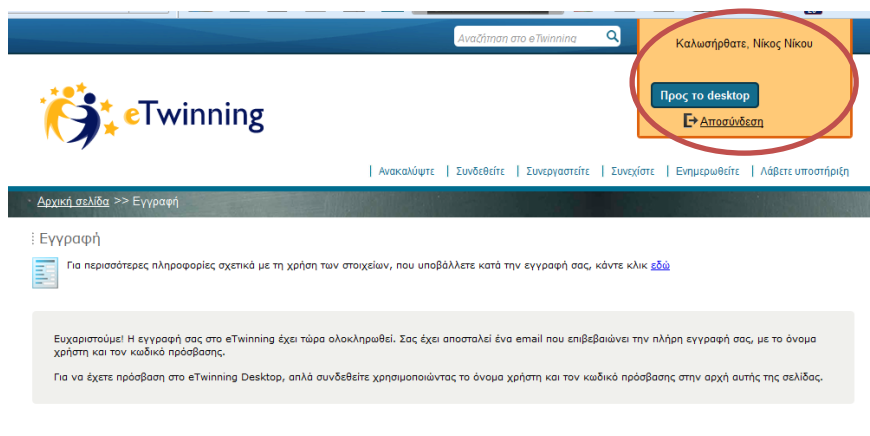 Αναζήτηση στο eTwinning
Καλωσήρθατε, Νίκος Νίκου
Προς το desktop
Αποσύνδεση
eTwinning
Ανακαλύψτε | Συνδεθείτε | Συνεργαστείτε | Συνεχίστε | Ενημερωθείτε | Λάβετε υποστήριξη
Αρχική σελίδα >> Εγγραφή
Εγγραφή
Για περισσότερες πληροφορίες σχετικά με τη χρήση των στοιχείων, που υποβάλλετε κατά την εγγραφή σας, κάντε κλικ εδώ
Ευχαριστούμε! Η εγγραφή σας στο eTwinning έχει τώρα ολοκληρωθεί. Σας έχει αποσταλεί ένα email που επιβεβαιώνει την πλήρη εγγραφή σας, με το όνομα
χρήστη και τον κωδικό πρόσβασης.
Για να έχετε πρόσβαση στο eTwinning Desktop, απλά συνδεθείτε χρησιμοποιώντας το όνομα χρήστη και τον κωδικό πρόσβασης στην αρχή αυτής της σελίδας.